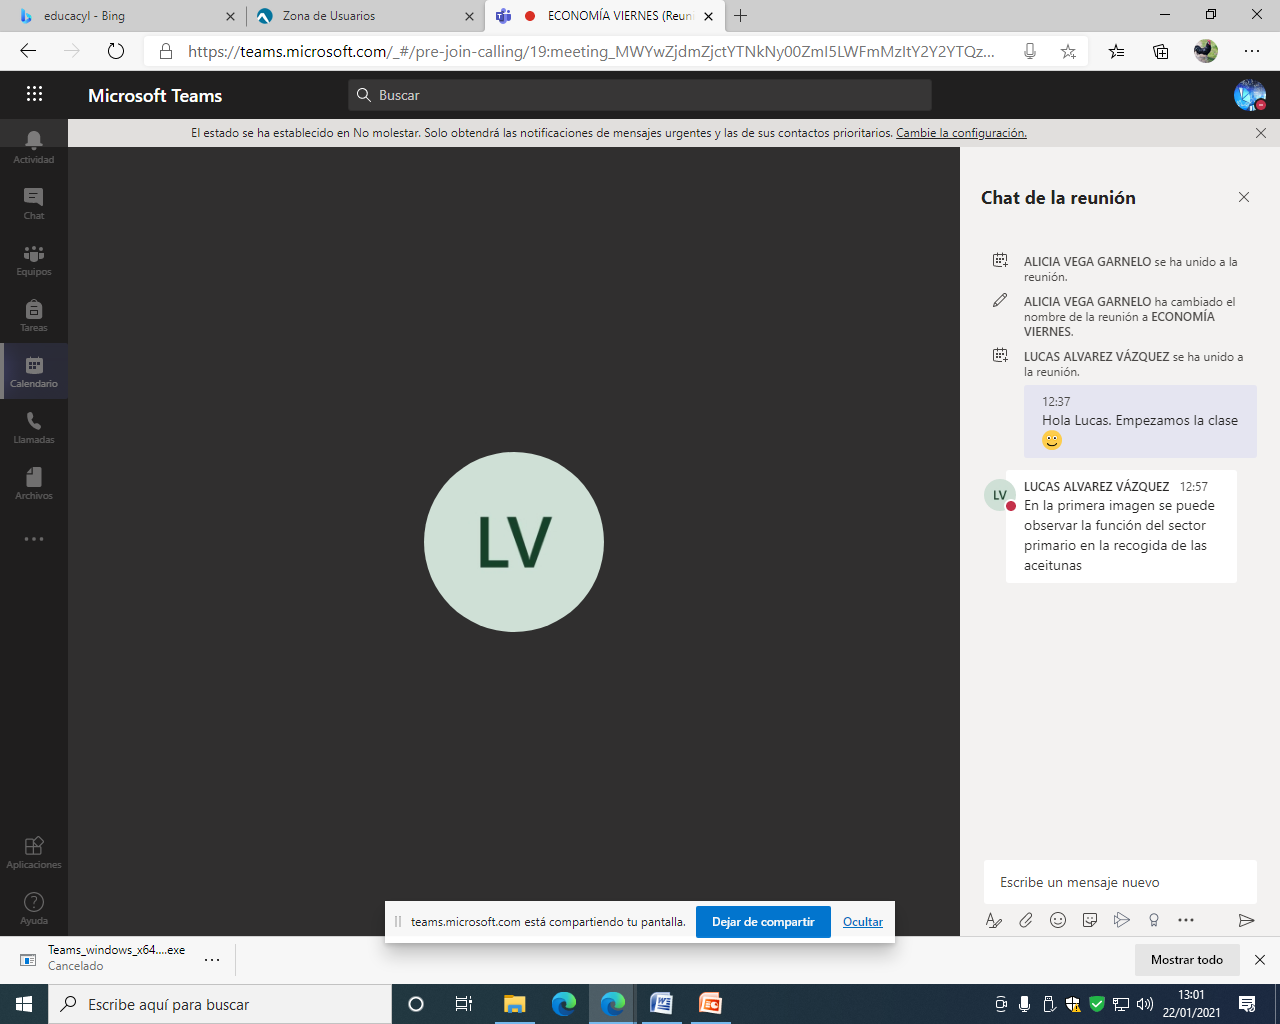 educacyl - Bing
Zona de Usuarios
ECONOMÍA VIERNES (Reuni
https://teams.microsoft.com/_#/pre-join-calling/19:meeting_MWYwZjdmZjctYTNkNy00ZmI5LWFmMzItY2Y2YTQz...
Microsoft Teams
Buscar
El estado se ha establecido en No molestar. Solo obtendrá las notificaciones de mensajes urgentes y las de sus contactos prioritarios. Cambie la configuración.
Actividad
Chat
Equipos
Tareas
Calendario
Llamadas
Archivos
Aplicaciones
Ayuda
LV
Chat de la reunión
ALICIA VEGA GARNELO se ha unido a la
reunión.
ALICIA VEGA GARNELO ha cambiado el
nombre de la reunión a ECONOMÍA
VIERNES.
LUCAS ALVAREZ VÁZQUEZ se ha unido a
la reunión.
12:37
Hola Lucas. Empezamos la clase
LV
LUCAS ALVAREZ VÁZQUEZ 12:57
En la primera imagen se puede
observar la función del sector
primario en la recogida de las
aceitunas
Escribe un mensaje nuevo
teams.microsoft.com está compartiendo tu pantalla.
Dejar de compartir
Ocultar
Teams_windows_x64....exe
Cancelado
Mostrar todo
Escribe aquí para buscar
13:01
22/01/2021